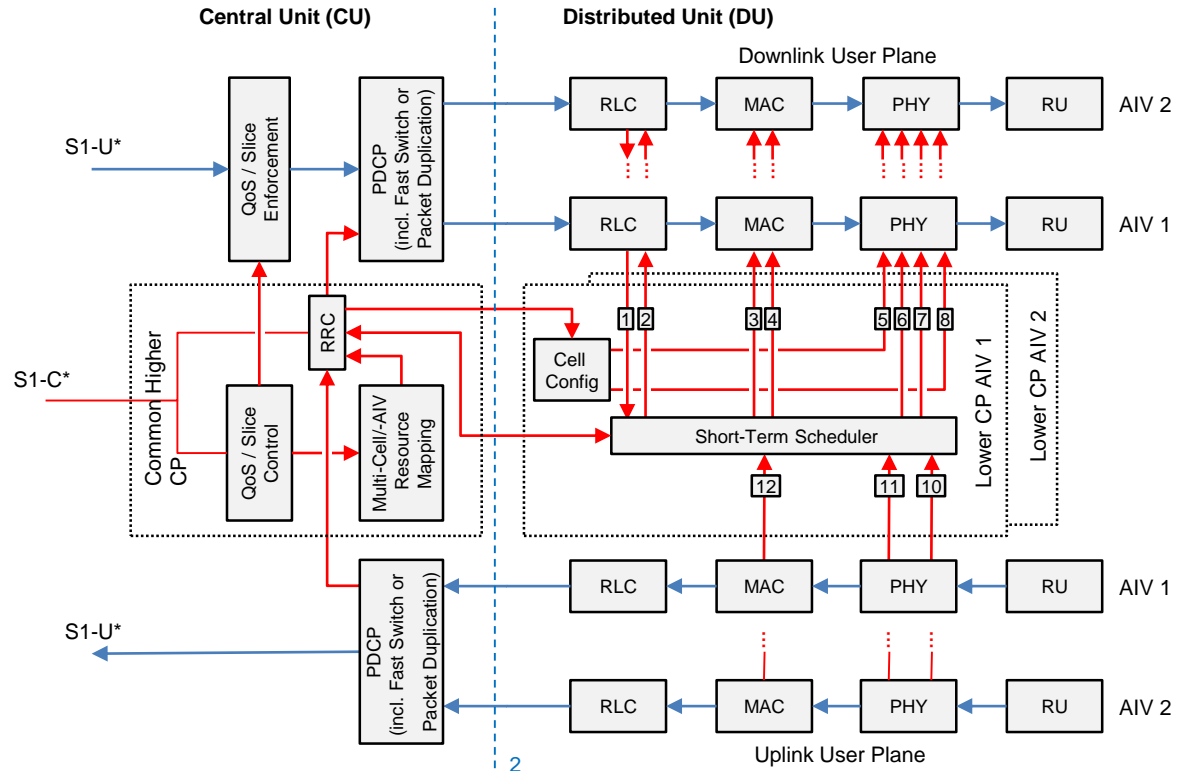 Central Unit (CU)
Distributed Unit (DU)
Downlink User Plane
S1-U*
QoS / Slice
Enforcement
PDCP
(incl. Fast Switch or
Packet Duplication)
RLC
MAC
PHY
RU
AIV 2
RLC
MAC
PHY
RU
AIV 1
S1-C*
Common Higher
CP
RRC
QoS / Slice
Control
Multi-Cell/-AIV
Resource
Mapping
Cell
Config
1
2
3
4
5
6
7
8
Short-Term Scheduler
12
11
10
Lower CP AIV 1
Lower CP AIV 2
S1-U*
PDCP
(incl. Fast Switch or
Packet Duplication)
RLC
MAC
PHY
RU
AIV 1
RLC
MAC
PHY
RU
AIV 2
Uplink User Plane
2